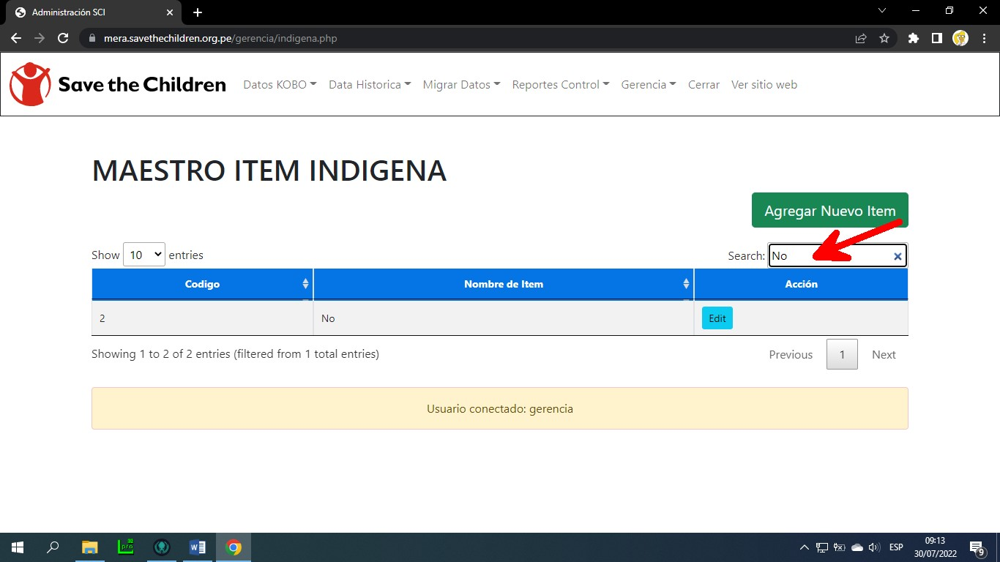 Administración SCI
mera.savethechildren.org.pe/gerencia/indigena.php
Save the Children Datos KOBO Data Historica Migrar Datos Reportes Control Gerencia Cerrar Ver sitio web
MAESTRO ITEM INDIGENA
Agregar Nuevo Item
Show 10 entries Search: No
Codigo Nombre de Item Acción
2 No Edit
Showing 1 to 2 of 2 entries (filtered from 1 total entries) Previous 1 Next
Usuario conectado: gerencia
ESP 09:13
30/07/2022 9